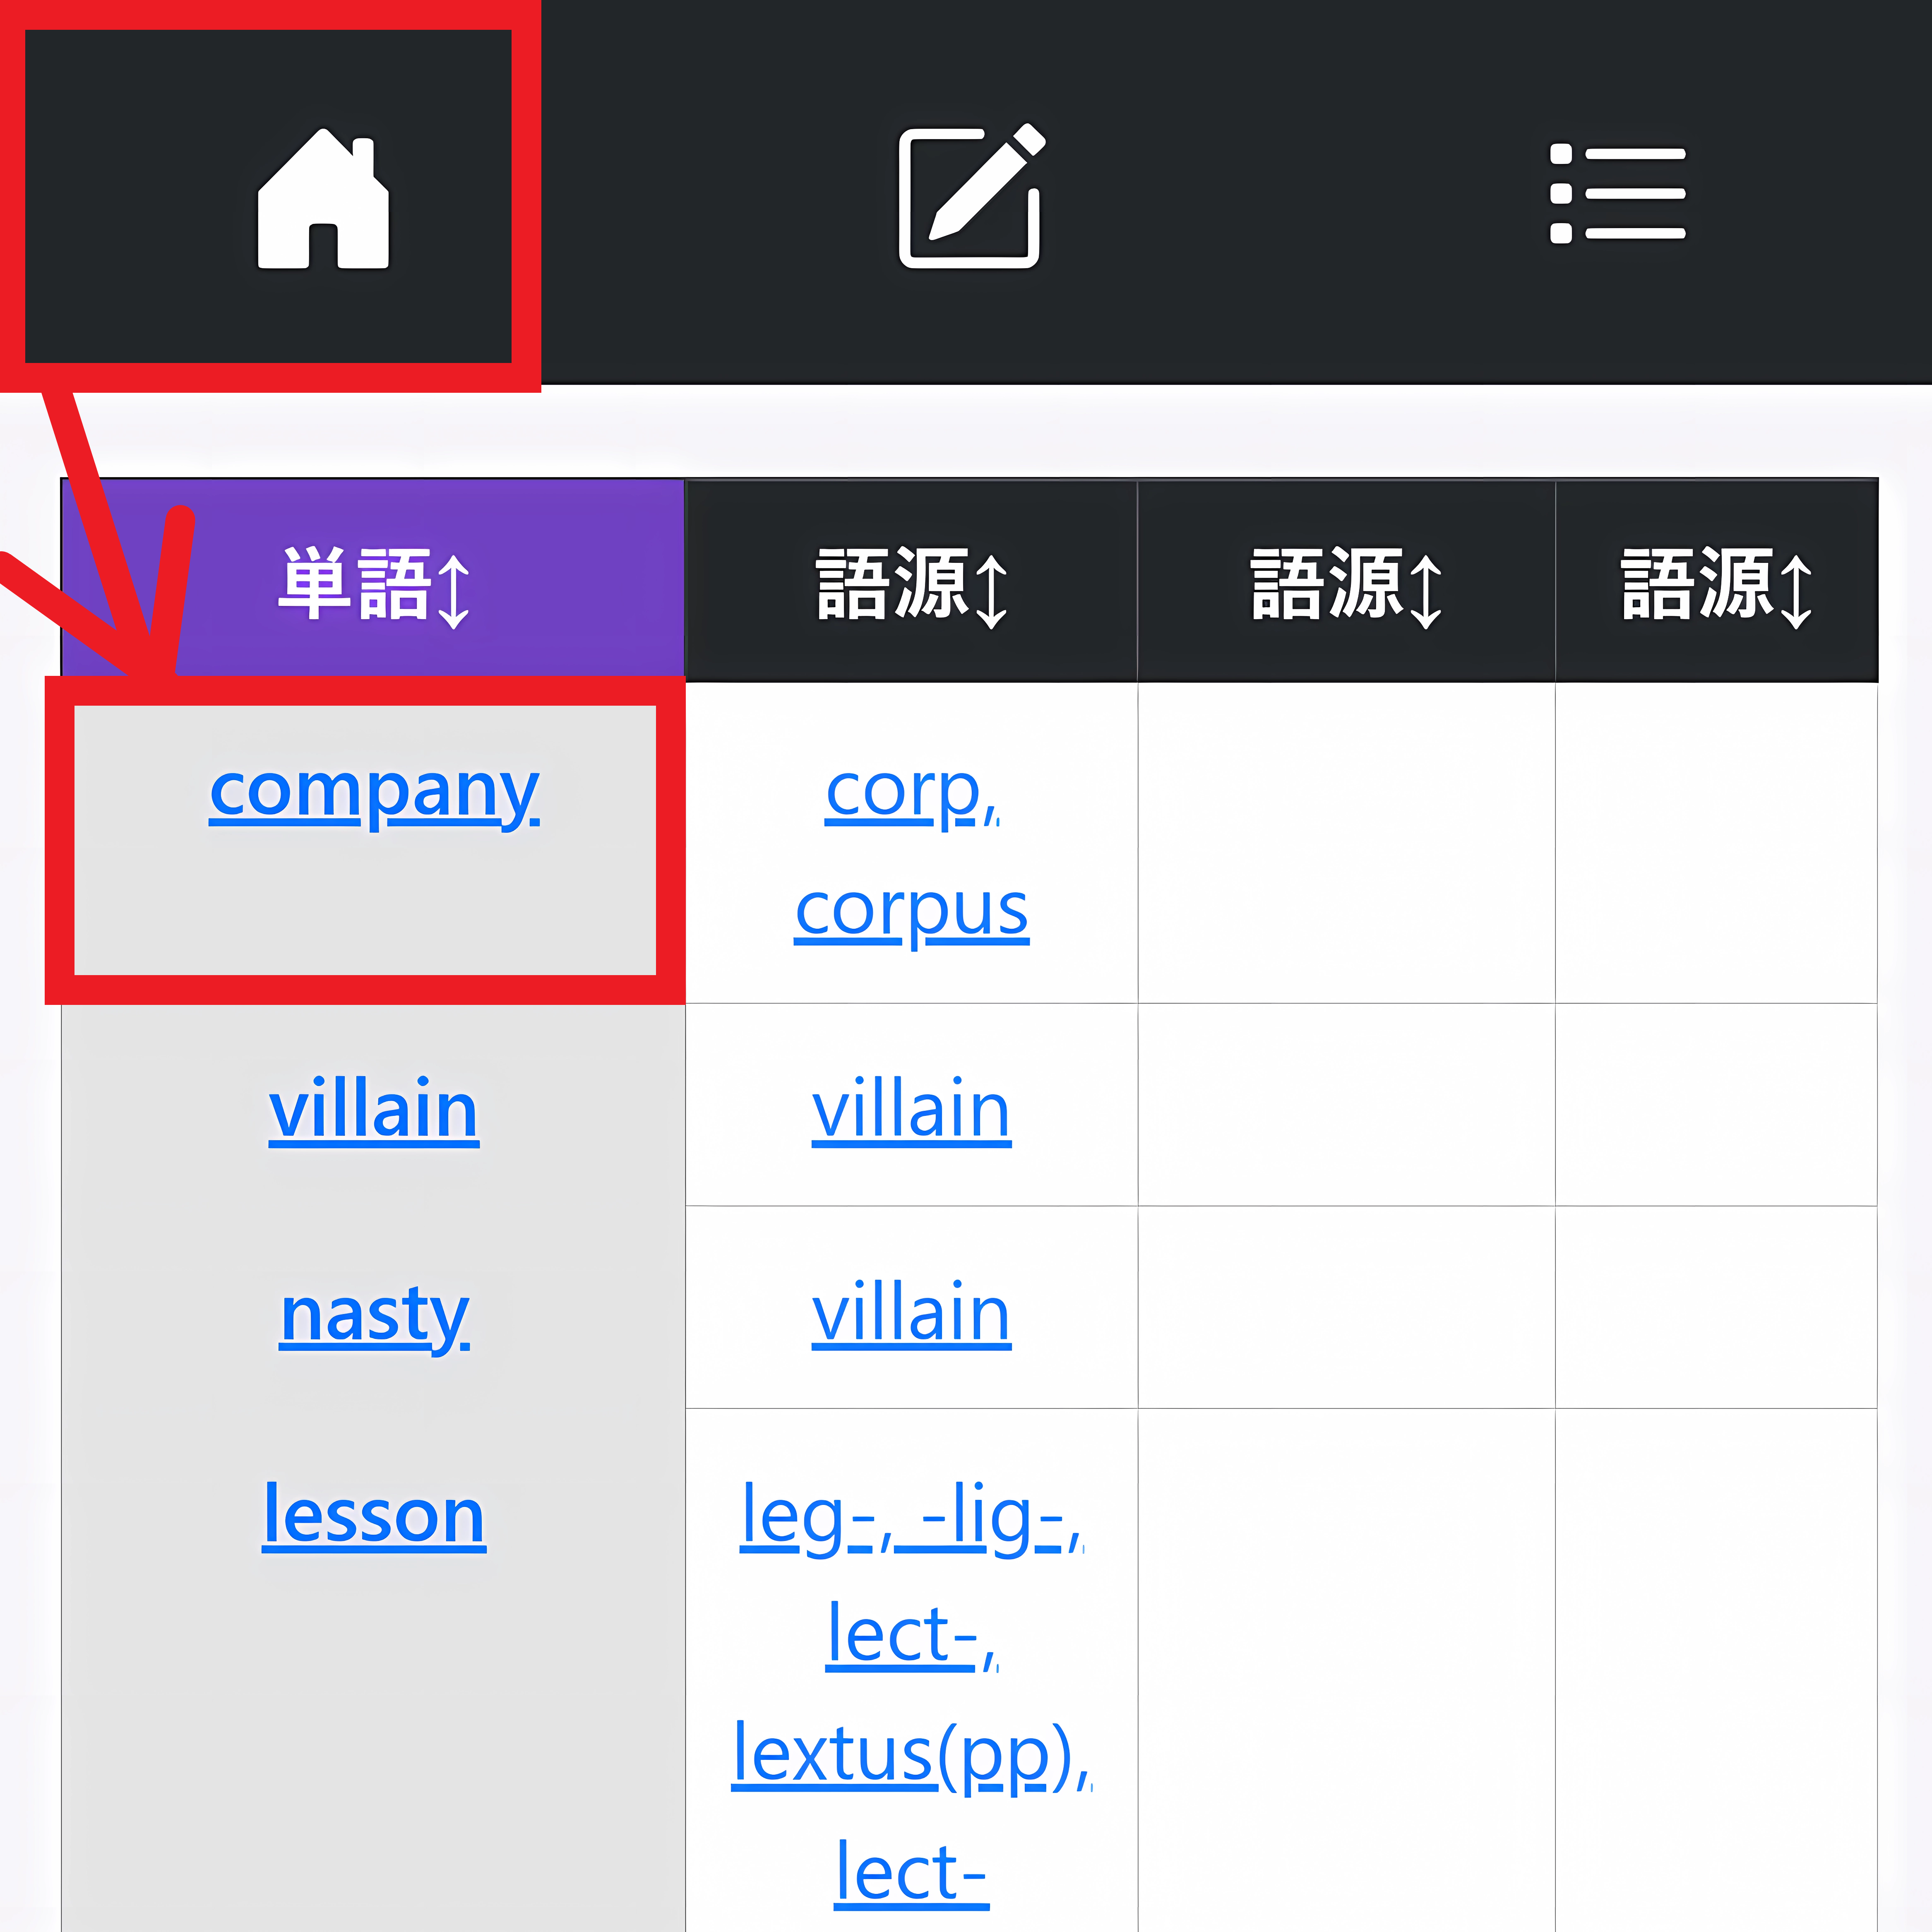 単語↕ 語源↕ 語源↕ 語源↕
company corp,
corpus
villain villain
nasty villain
lesson leg-, -lig-,
lect-,
lextus(pp),
lect-